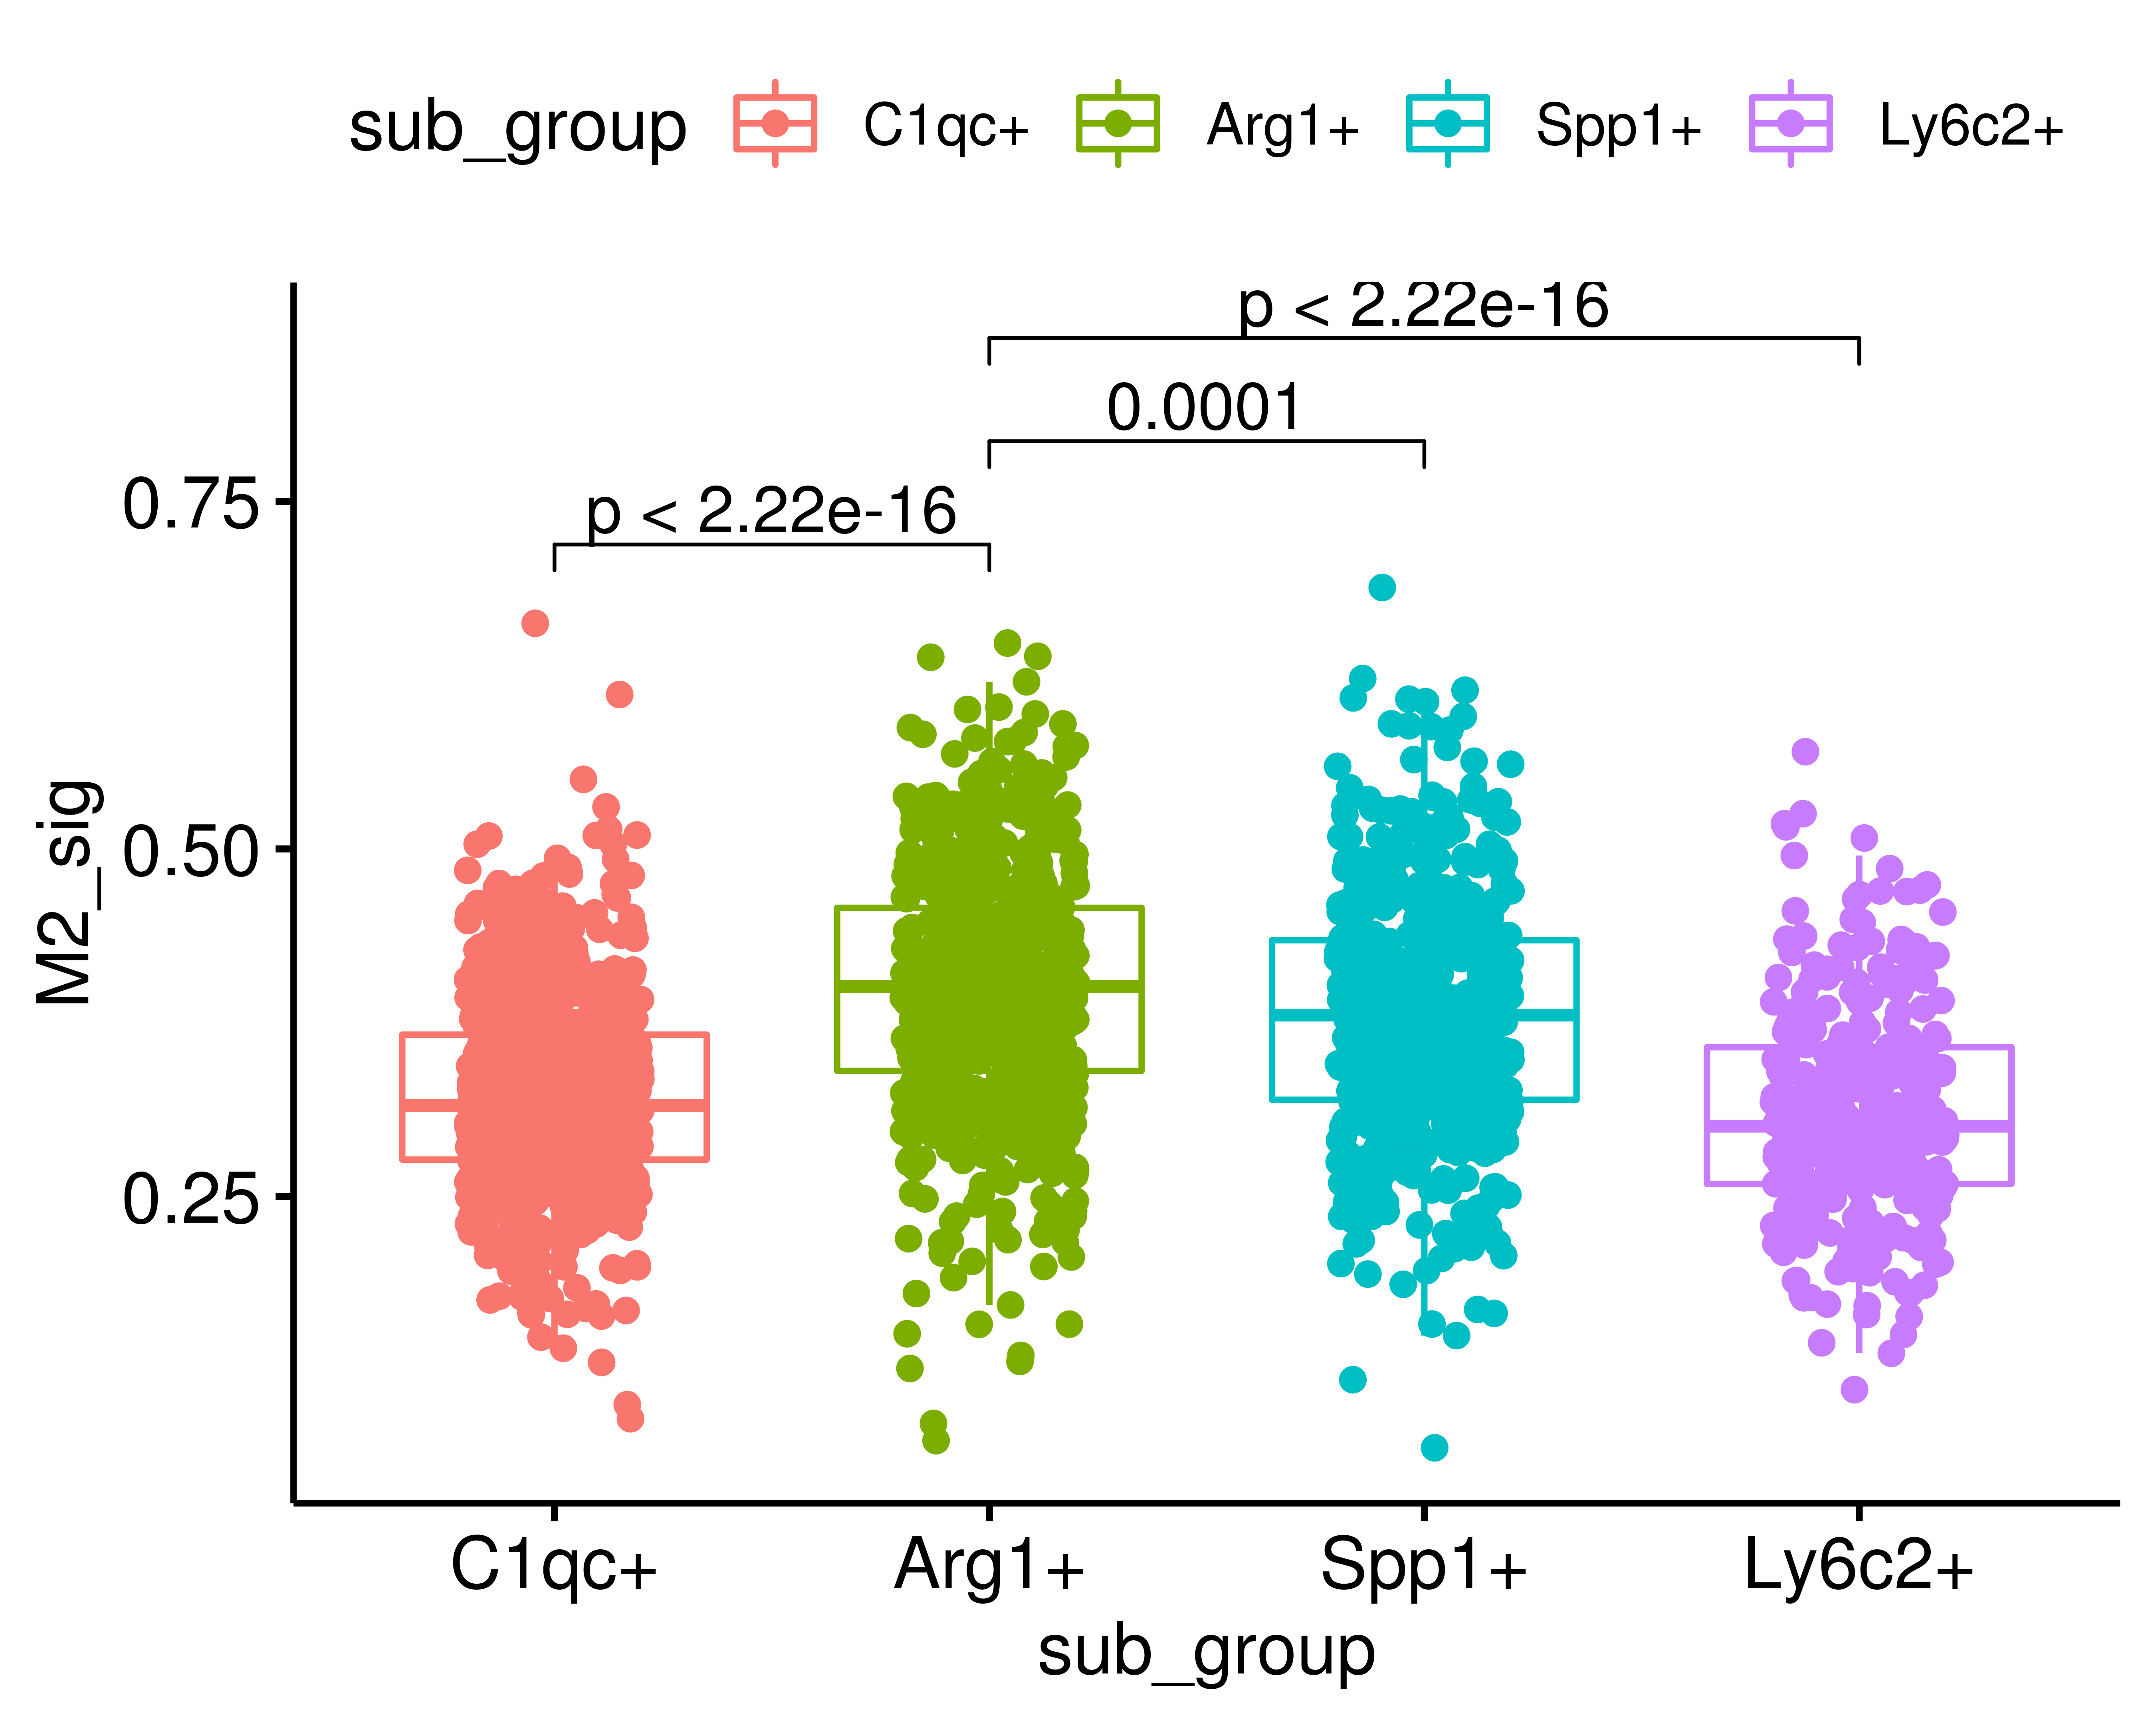 sub_group C1qc+ Arg1+ Spp1+ Ly6c2+
p < 2.22e-16
0.0001
p < 2.22e-16
0.75
0.50
0.25
M2_sig
C1qc+ Arg1+ Spp1+ Ly6c2+
sub_group